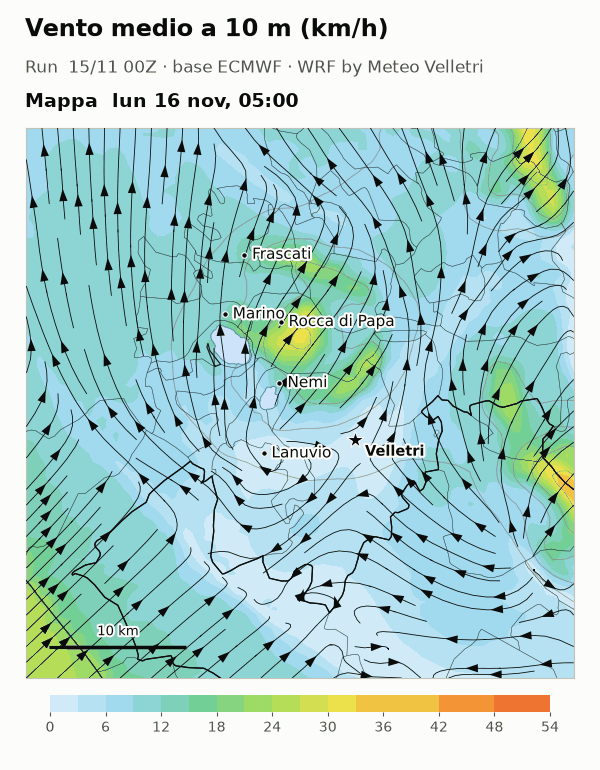 Vento medio a 10 m (km/h)
Run 15/11 00Z · base ECMWF · WRF by Meteo Velletri
Mappa lun 16 nov, 05:00
Frascati
Marino
Rocca di Papa
Nemi
Velletri
Lanuvio
10 km
0 6 12 18 24 30 36 42 48 54